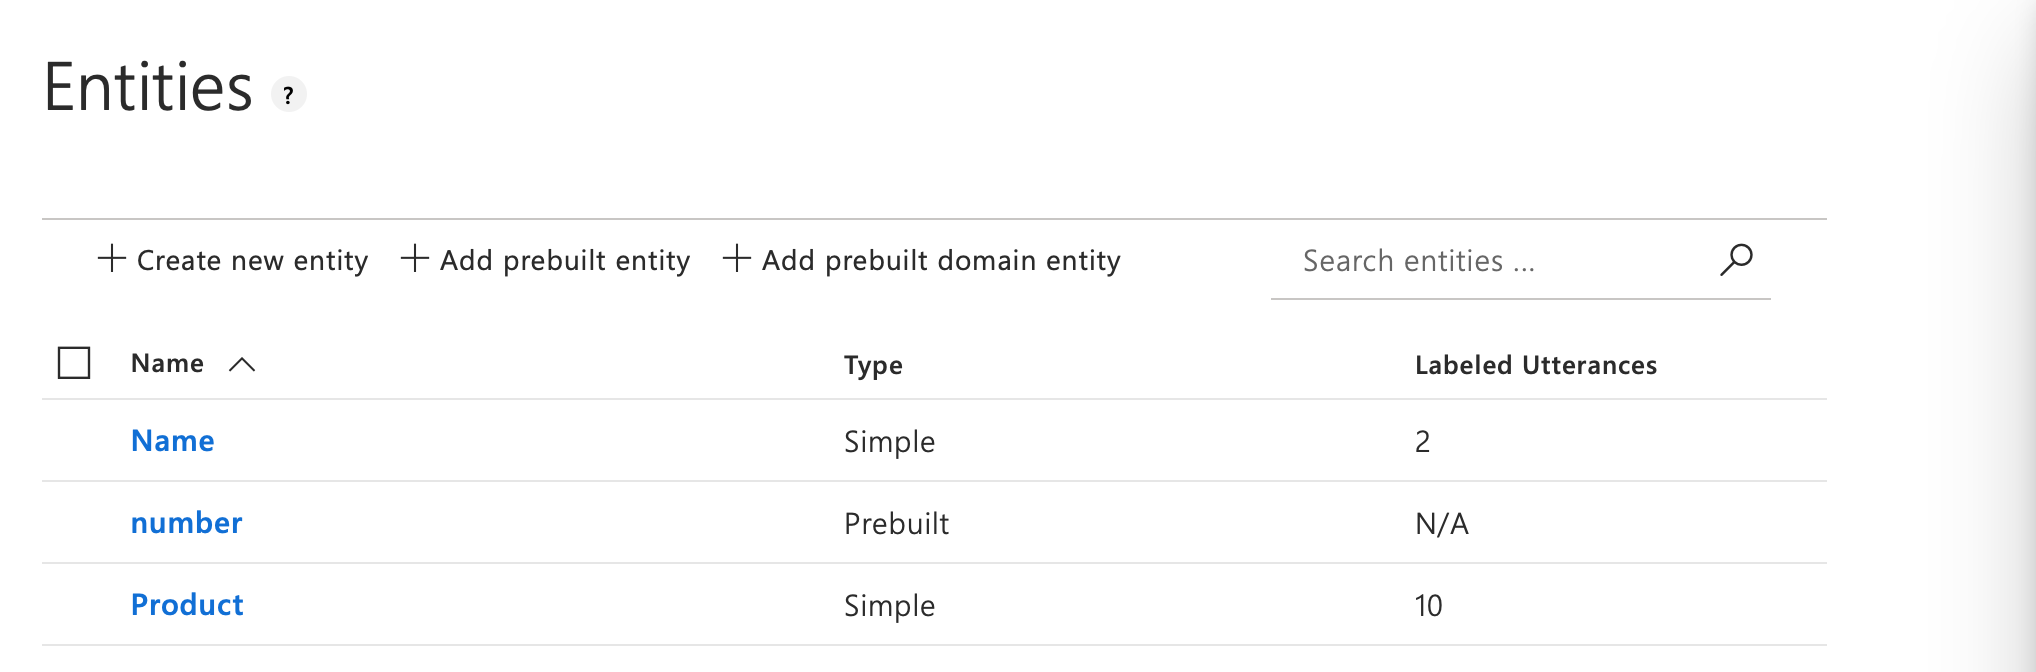 Entities ?
Create new entity Add prebuilt entity Add prebuilt domain entity Search entities ...
Name Type Labeled Utterances
Name Simple 2
number Prebuilt N/A
Product Simple 10